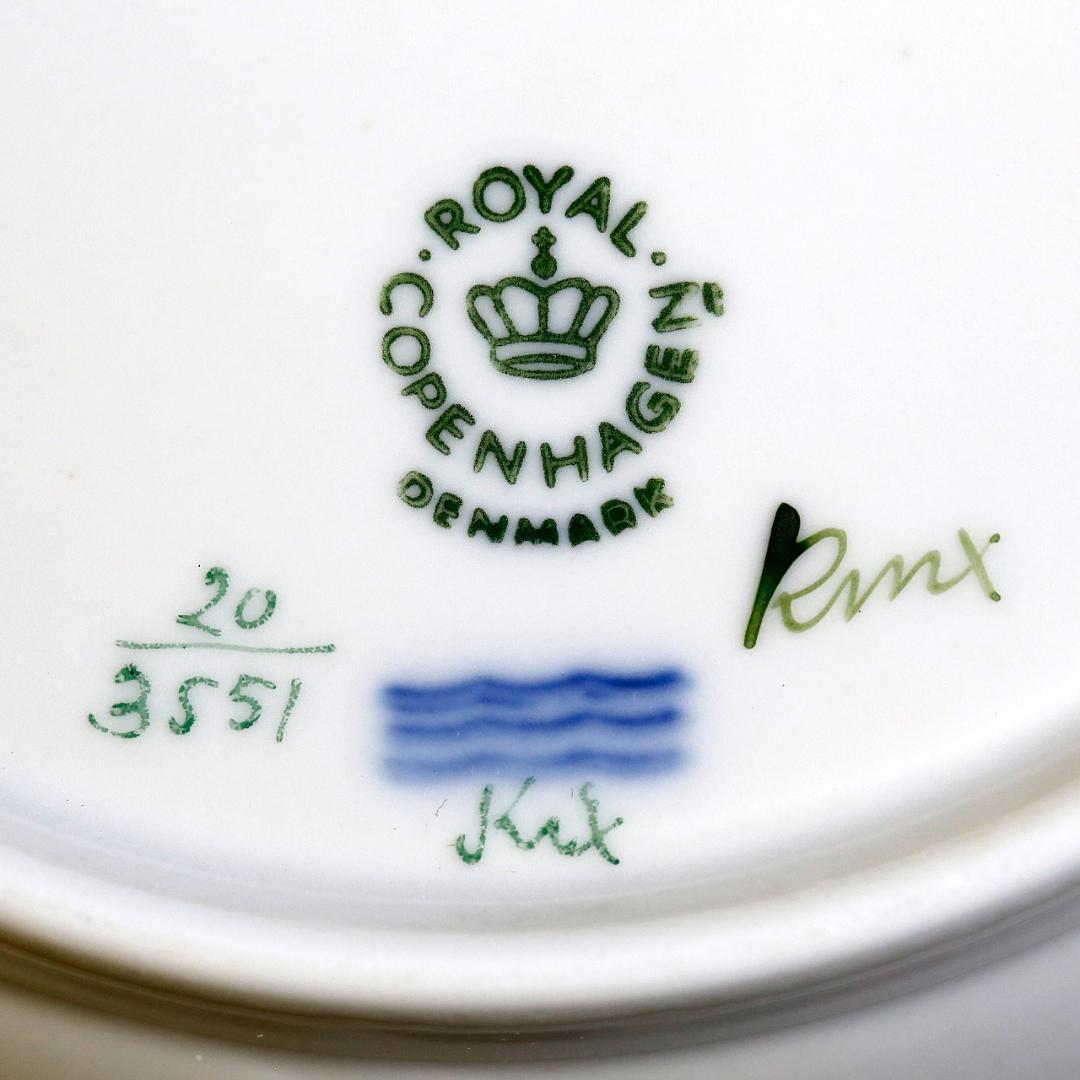 ROYAL
COPENHAGEN
DENMARK
20
3551